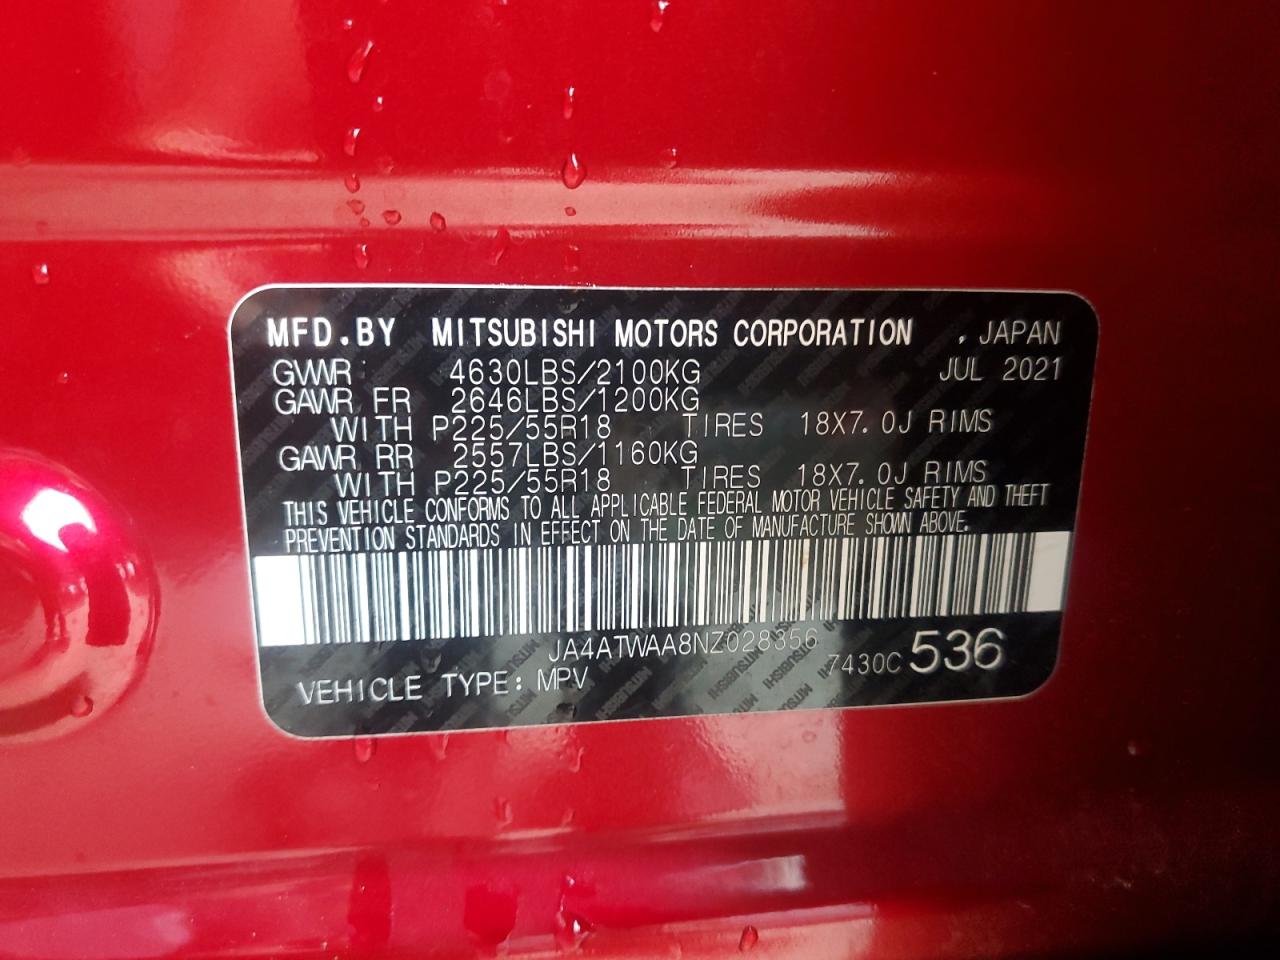 MFD.BY MITSUBISHI MOTORS CORPORATION . JAPAN
GVWR 4630LBS/2100KG JUL 2021
GAWR FR 2646LBS/1200KG
WITH P225/55R18 TIRES 18X7.0J RIMS
GAWR RR 2557LBS/1160KG
WITH P225/55R18 TIRES 18X7.0J RIMS
THIS VEHICLE CONFORMS TO ALL APPLICABLE FEDERAL MOTOR VEHICLE SAFETY AND THEFT
PREVENTION STANDARDS IN EFFECT ON THE DATE OF MANUFACTURE SHOWN ABOVE.
JA4ATWAA8NZ028356
7430C 536
VEHICLE TYPE: MPV